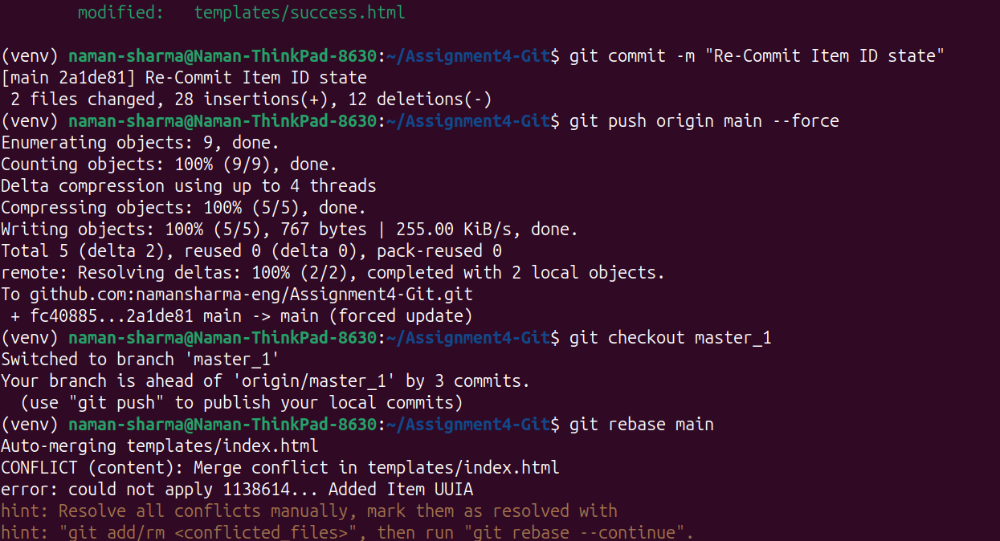 modified:   templates/success.html
(venv) naman-sharma@Naman-ThinkPad-8630:~/Assignment4-Git$ git commit -m "Re-Commit Item ID state"
[main 2a1de81] Re-Commit Item ID state
 2 files changed, 28 insertions(+), 12 deletions(-)
(venv) naman-sharma@Naman-ThinkPad-8630:~/Assignment4-Git$ git push origin main --force
Enumerating objects: 9, done.
Counting objects: 100% (9/9), done.
Delta compression using up to 4 threads
Compressing objects: 100% (5/5), done.
Writing objects: 100% (5/5), 767 bytes | 255.00 KiB/s, done.
Total 5 (delta 2), reused 0 (delta 0), pack-reused 0
remote: Resolving deltas: 100% (2/2), completed with 2 local objects.
To github.com:namansharma-eng/Assignment4-Git.git
 + fc40885...2a1de81 main -> main (forced update)
(venv) naman-sharma@Naman-ThinkPad-8630:~/Assignment4-Git$ git checkout master_1
Switched to branch 'master_1'
Your branch is ahead of 'origin/master_1' by 3 commits.
  (use "git push" to publish your local commits)
(venv) naman-sharma@Naman-ThinkPad-8630:~/Assignment4-Git$ git rebase main
Auto-merging templates/index.html
CONFLICT (content): Merge conflict in templates/index.html
error: could not apply 1138614... Added Item UUIA
hint: Resolve all conflicts manually, mark them as resolved with
hint: "git add/rm <conflicted_files>", then run "git rebase --continue".